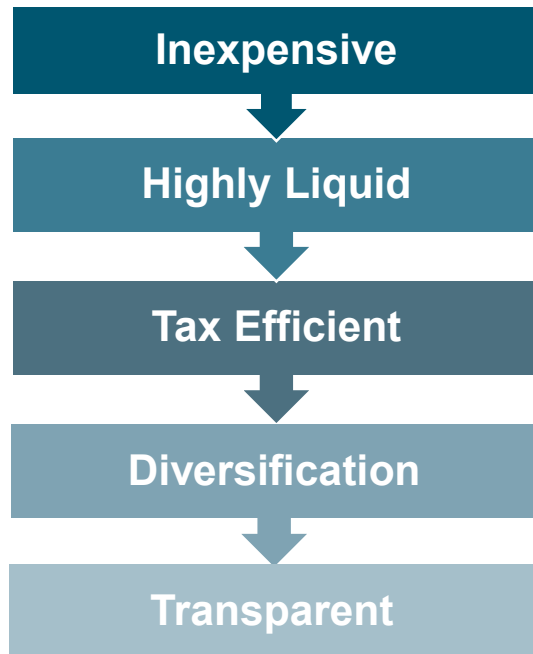 Inexpensive
Highly Liquid
Tax Efficient
Diversification
Transparent